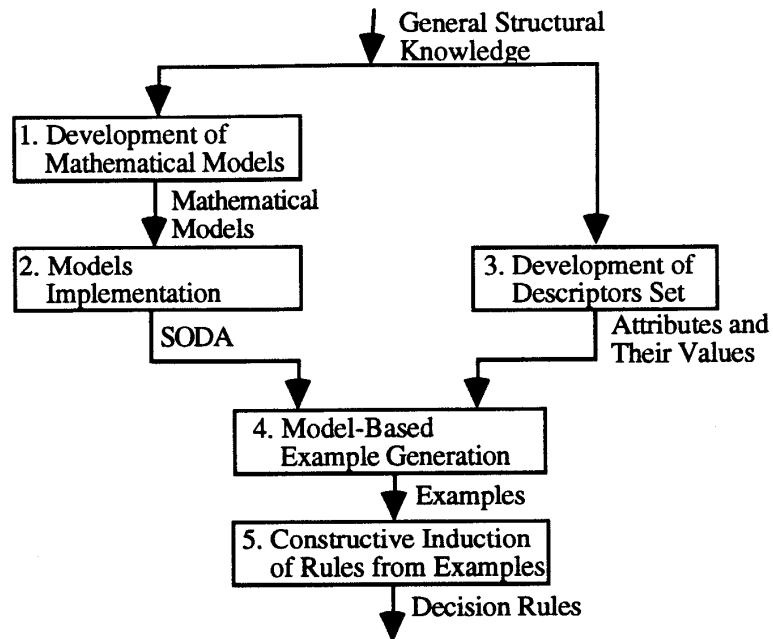 General Structural
Knowledge
1. Development of
Mathematical Models
Mathematical
Models
2. Models
Implementation
3. Development of
Descriptors Set
SODA
Attributes and
Their Values
4. Model-Based
Example Generation
Examples
5. Constructive Induction
of Rules from Examples
Decision Rules